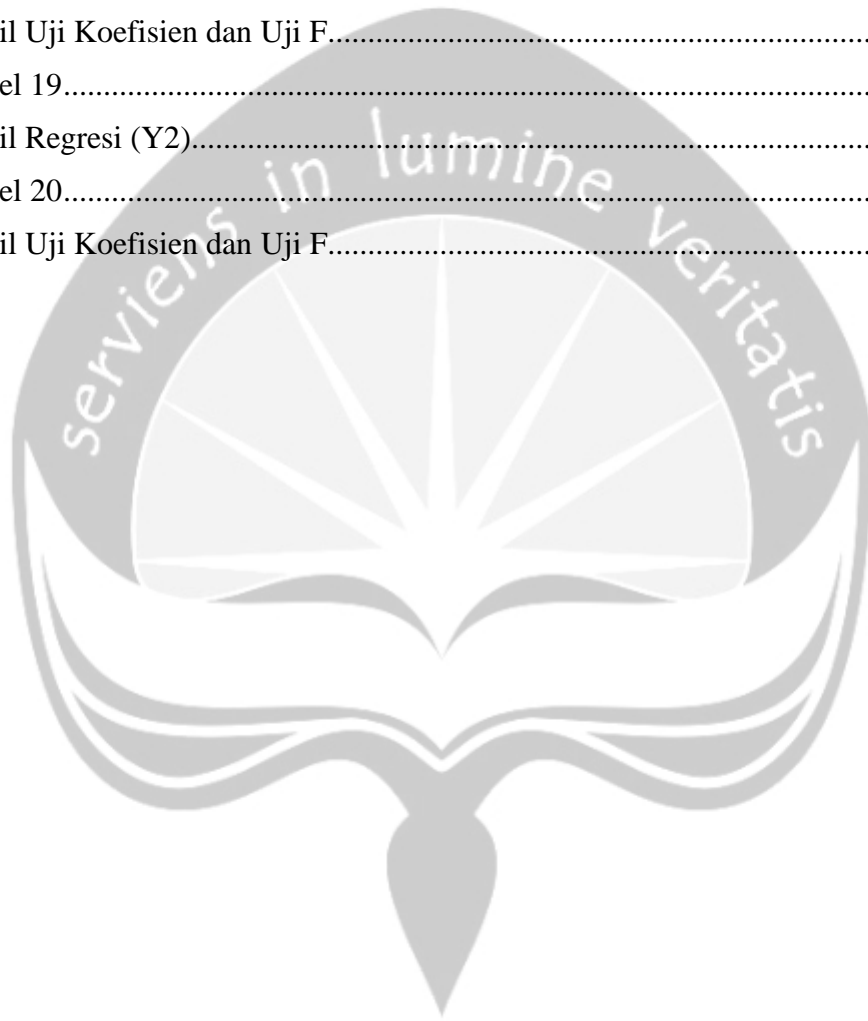 il Uji Koefisien dan Uji F
el 19
il Regresi (Y2)
el 20
il Uji Koefisien dan Uji F
serviens in lumine veritatis